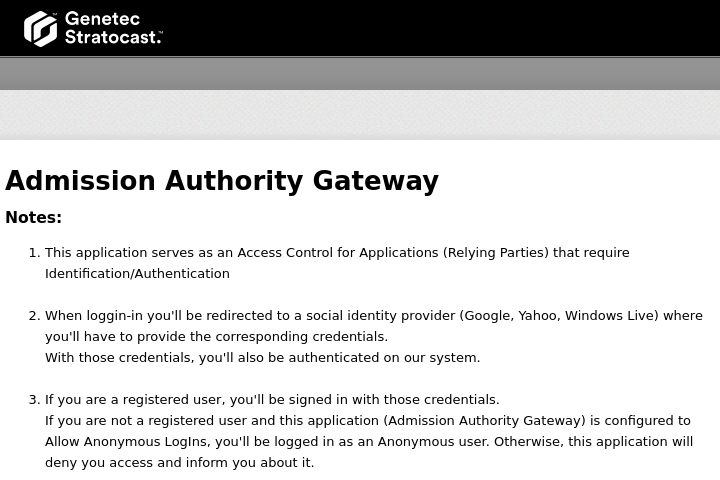 Genetec
Stratocast.™
Admission Authority Gateway
Notes:
1. This application serves as an Access Control for Applications (Relying Parties) that require
Identification/Authentication
2. When loggin-in you'll be redirected to a social identity provider (Google, Yahoo, Windows Live) where
you'll have to provide the corresponding credentials.
With those credentials, you'll also be authenticated on our system.
3. If you are a registered user, you'll be signed in with those credentials.
If you are not a registered user and this application (Admission Authority Gateway) is configured to
Allow Anonymous LogIns, you'll be logged in as an Anonymous user. Otherwise, this application will
deny you access and inform you about it.